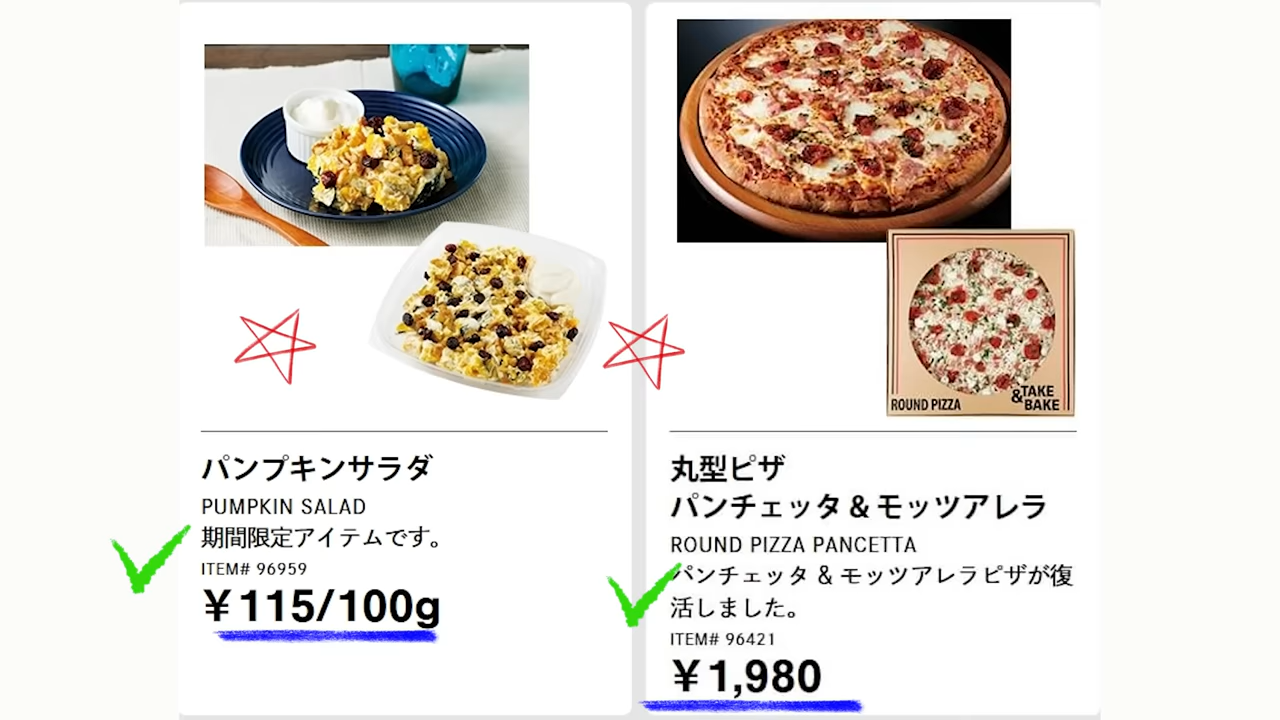 パンプキンサラダ
PUMPKIN SALAD
期間限定アイテムです。
ITEM# 96959
¥115/100g
ROUND PIZZA
&TAKE
BAKE
丸型ピザ
パンチェッタ & モッツアレラ
ROUND PIZZA PANCETTA
パンチェッタ & モッツアレラピザが復
活しました。
ITEM# 96421
¥1,980